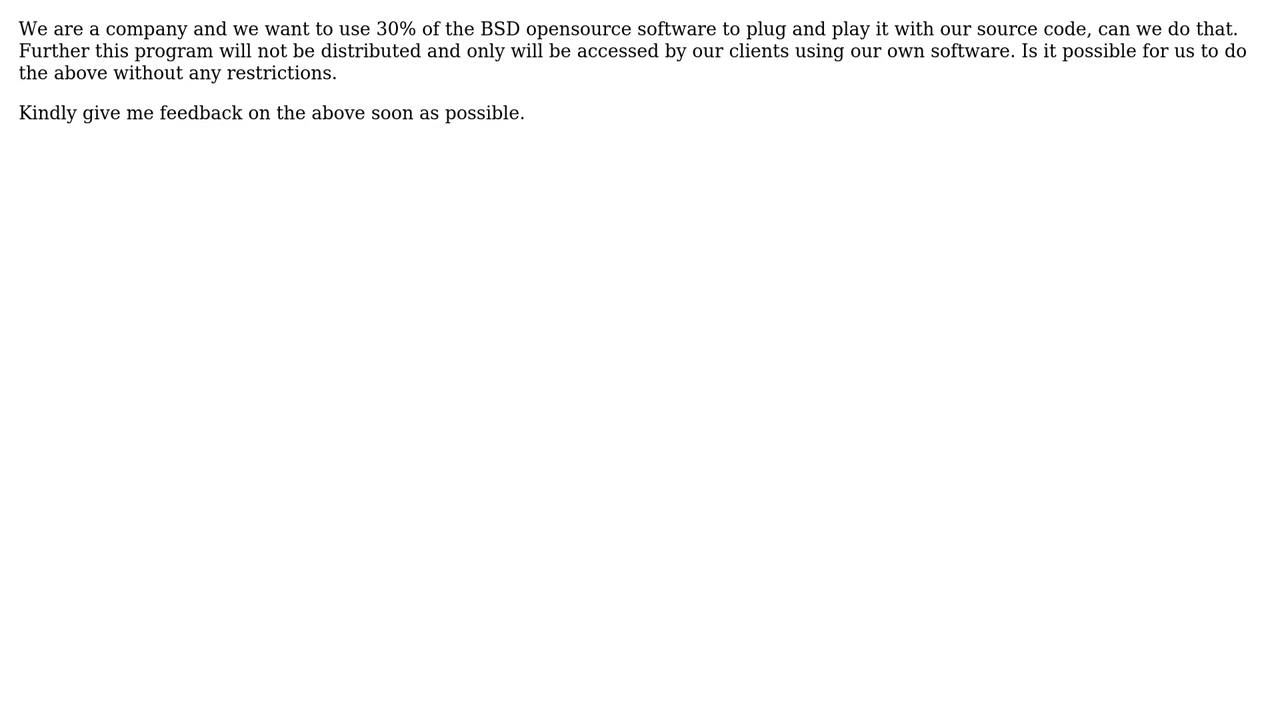 We are a company and we want to use 30% of the BSD opensource software to plug and play it with our source code, can we do that.
Further this program will not be distributed and only will be accessed by our clients using our own software. Is it possible for us to do
the above without any restrictions.
Kindly give me feedback on the above soon as possible.